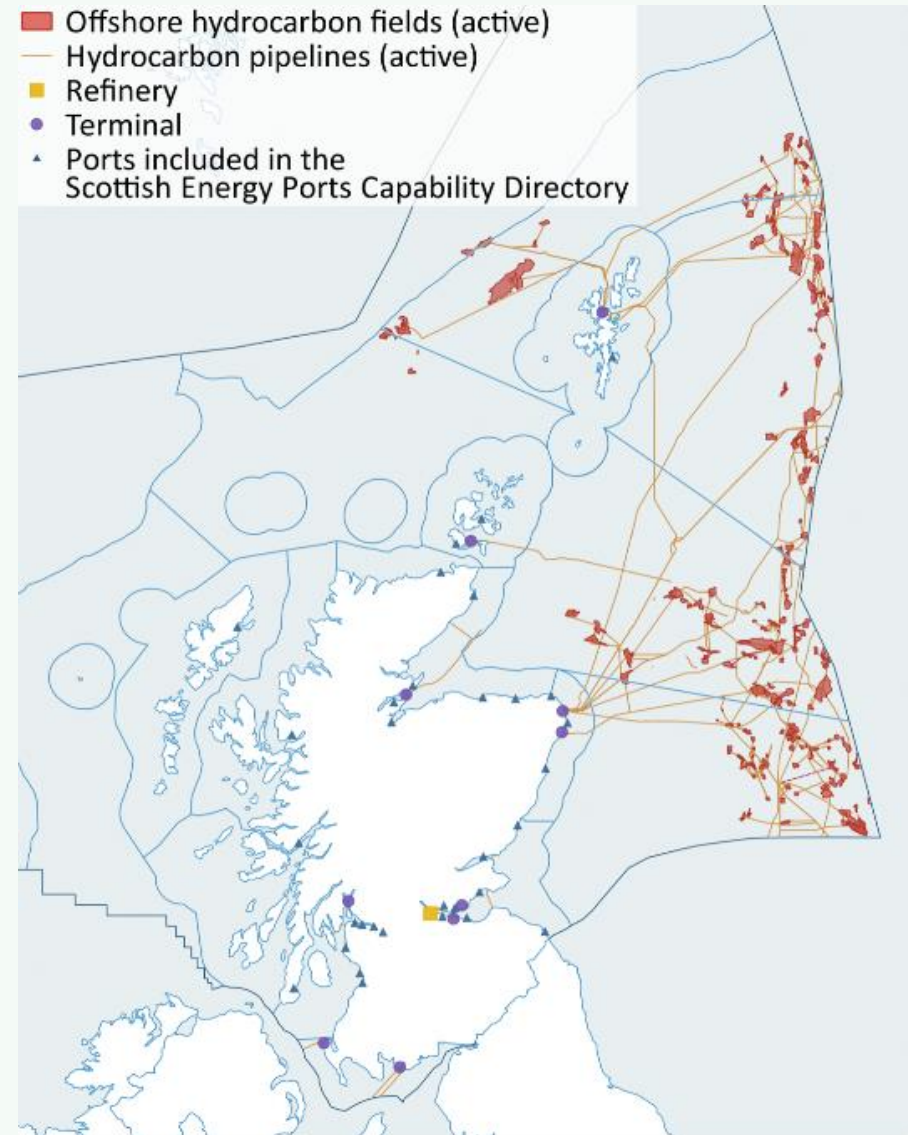 Offshore hydrocarbon fields (active)
Hydrocarbon pipelines (active)
Refinery
Terminal
Ports included in the
Scottish Energy Ports Capability Directory